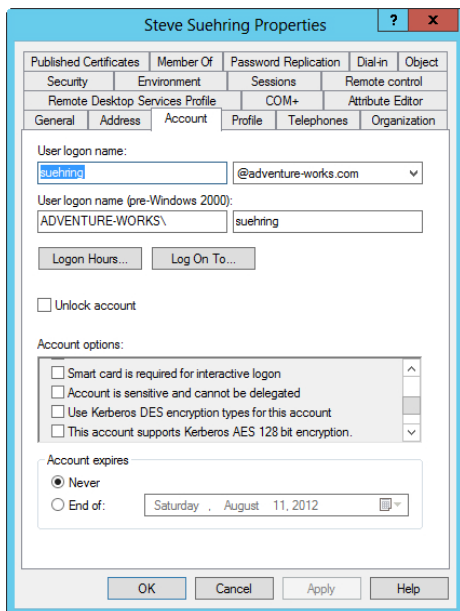 Steve Suehring Properties
? x
Published Certificates Member Of Password Replication Dial-in Object
Security Environment Sessions Remote control
Remote Desktop Services Profile COM+ Attribute Editor
General Address Account Profile Telephones Organization
User logon name:
suehring @adventure-works.com
User logon name (pre-Windows 2000):
ADVENTURE-WORKS\ suehring
Logon Hours... Log On To...
Unlock account
Account options:
Smart card is required for interactive logon
Account is sensitive and cannot be delegated
Use Kerberos DES encryption types for this account
This account supports Kerberos AES 128 bit encryption.
Account expires
Never
End of: Saturday , August 11, 2012
OK Cancel Apply Help